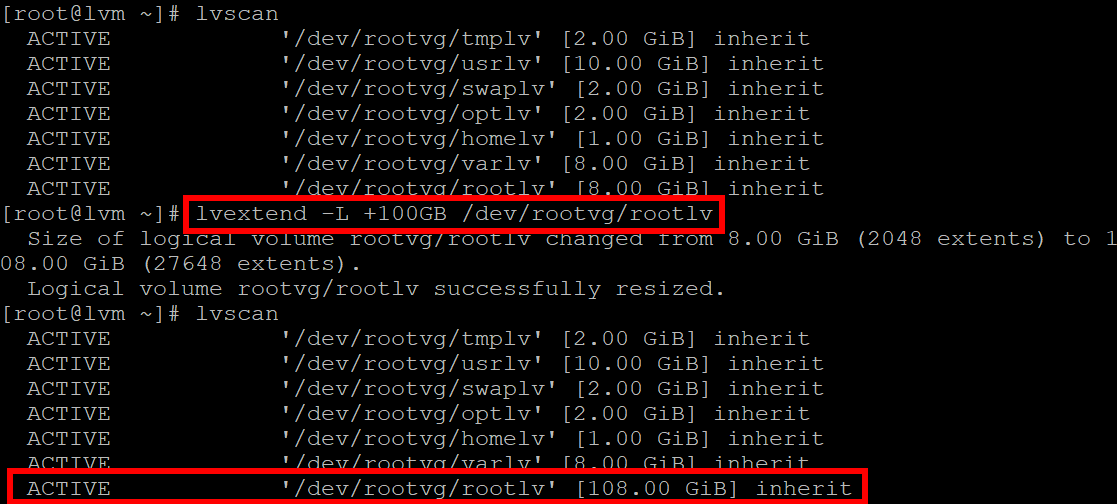 [root@lvm ~]# lvscan
  ACTIVE            '/dev/rootvg/tmplv' [2.00 GiB] inherit
  ACTIVE            '/dev/rootvg/usrlv' [10.00 GiB] inherit
  ACTIVE            '/dev/rootvg/swaplv' [2.00 GiB] inherit
  ACTIVE            '/dev/rootvg/optlv' [2.00 GiB] inherit
  ACTIVE            '/dev/rootvg/homelv' [1.00 GiB] inherit
  ACTIVE            '/dev/rootvg/varlv' [8.00 GiB] inherit
  ACTIVE            '/dev/rootvg/rootlv' [8.00 GiB] inherit
[root@lvm ~]# lvextend -L +100GB /dev/rootvg/rootlv
  Size of logical volume rootvg/rootlv changed from 8.00 GiB (2048 extents) to 1
08.00 GiB (27648 extents).
  Logical volume rootvg/rootlv successfully resized.
[root@lvm ~]# lvscan
  ACTIVE            '/dev/rootvg/tmplv' [2.00 GiB] inherit
  ACTIVE            '/dev/rootvg/usrlv' [10.00 GiB] inherit
  ACTIVE            '/dev/rootvg/swaplv' [2.00 GiB] inherit
  ACTIVE            '/dev/rootvg/optlv' [2.00 GiB] inherit
  ACTIVE            '/dev/rootvg/homelv' [1.00 GiB] inherit
  ACTIVE            '/dev/rootvg/varlv' [8.00 GiB] inherit
  ACTIVE            '/dev/rootvg/rootlv' [108.00 GiB] inherit